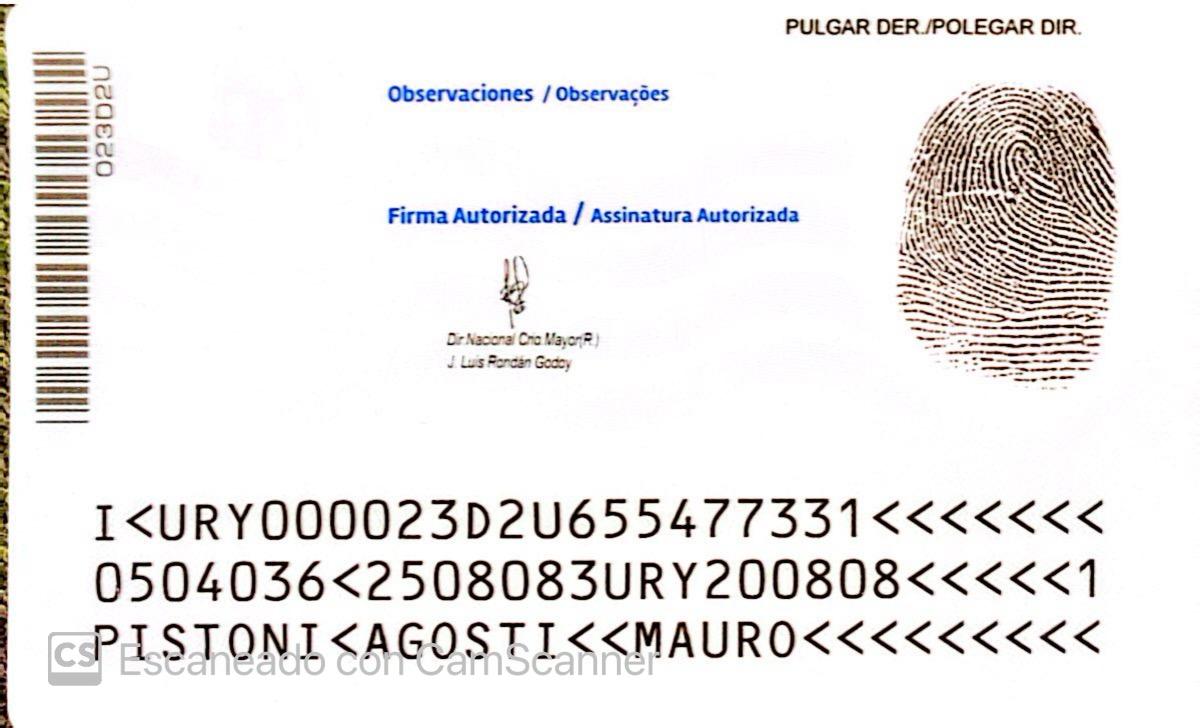 PULGAR DER./POLEGAR DIR.
023D2U
Observaciones / Observações
Firma Autorizada / Assinatura Autorizada
Dir Nacional Crio. Mayor(R.)
J. Luis Rondán Godoy
I<URY000023D2U655477331<<<<<<<
0504036<2508083URY200808<<<<<1
PISTONI<AGOSTI<<MAURO<<<<<<<<<
CS Escaneado con CamScanner